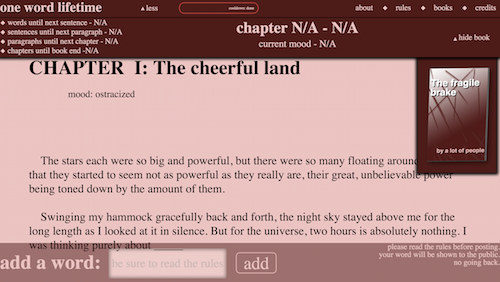 one word lifetime
▴ less
cooldown: done
about ◆ rules ◆ books ◆ credits
◆ words until next sentence - N/A
◆ sentences until next paragraph - N/A
◆ paragraphs until next chapter - N/A
◆ chapters until book end -N/A
chapter N/A - N/A
current mood - N/A
▴ hide book
CHAPTER I: The cheerful land
mood: ostracized
The fragile
brake
by a lot of people
The stars each were so big and powerful, but there were so many floating around
that they started to seem not as powerful as they really are, their great, unbelievable power
being toned down by the amount of them.
Swinging my hammock gracefully back and forth, the night sky stayed above me for the
long length as I looked at it in silence. But for the universe, two hours is absolutely nothing. I
was thinking purely about _____
add a word:
be sure to read the rules
add
please read the rules before posting.
your word will be shown to the public.
no going back.